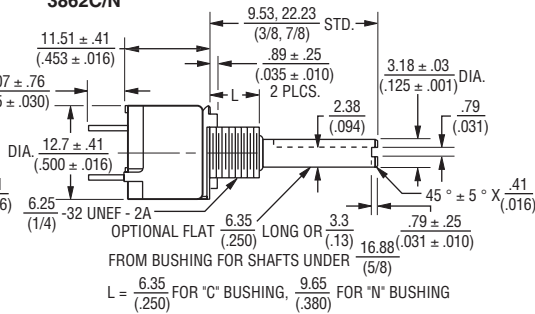 3862C/N
9.53, 22.23 STD.
(3/8, 7/8)
11.51 ± .41
(.453 ± .016)
.89 ± .25
(.035 ± .010)
2 PLCS.
3.18 ± .03 DIA.
(.125 ± .001)
07 ± .76
5 ± .030)
L
2.38
(.094)
.79
(.031)
DIA. 12.7 ± .41
(.500 ± .016)
6.25 -32 UNEF - 2A
(1/4)
45 ° ± 5 ° X .41
(.016)
.79 ± .25
(.031 ± .010)
OPTIONAL FLAT 6.35 LONG OR 3.3
(.250) (.13)
FROM BUSHING FOR SHAFTS UNDER 16.88
(5/8)
L = 6.35 FOR "C" BUSHING, 9.65 FOR "N" BUSHING
(.250) (.380)